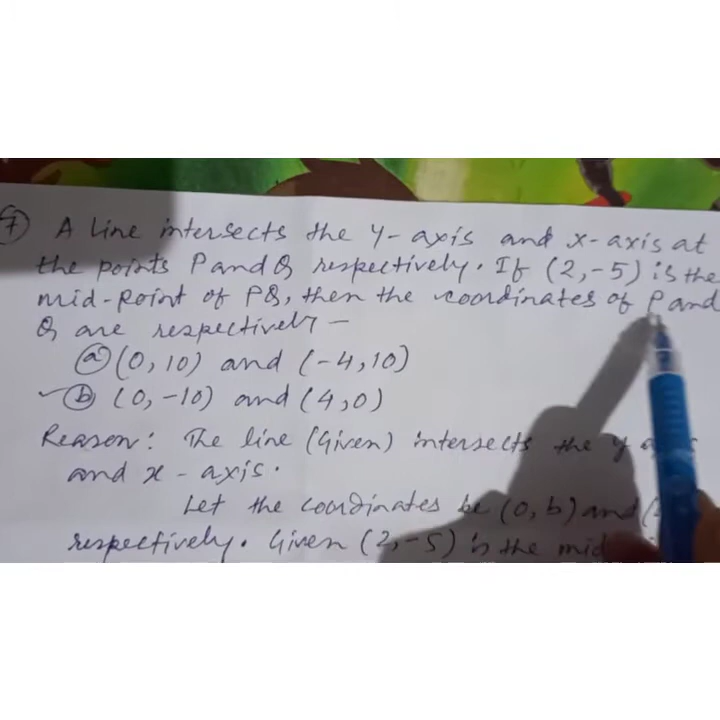 7 A line intersects the y-axis and x-axis at
the points P and Q respectively. If (2,-5) is the
mid-point of PQ, then the coordinates of P and
Q are respectively -
(a) (0, 10) and (-4, 10)
(b) (0, -10) and (4, 0)
Reason: The line (Given) intersects the y
and x - axis.
Let the coordinates be (0, b) and (
respectively. Given (2, -5) is the mid